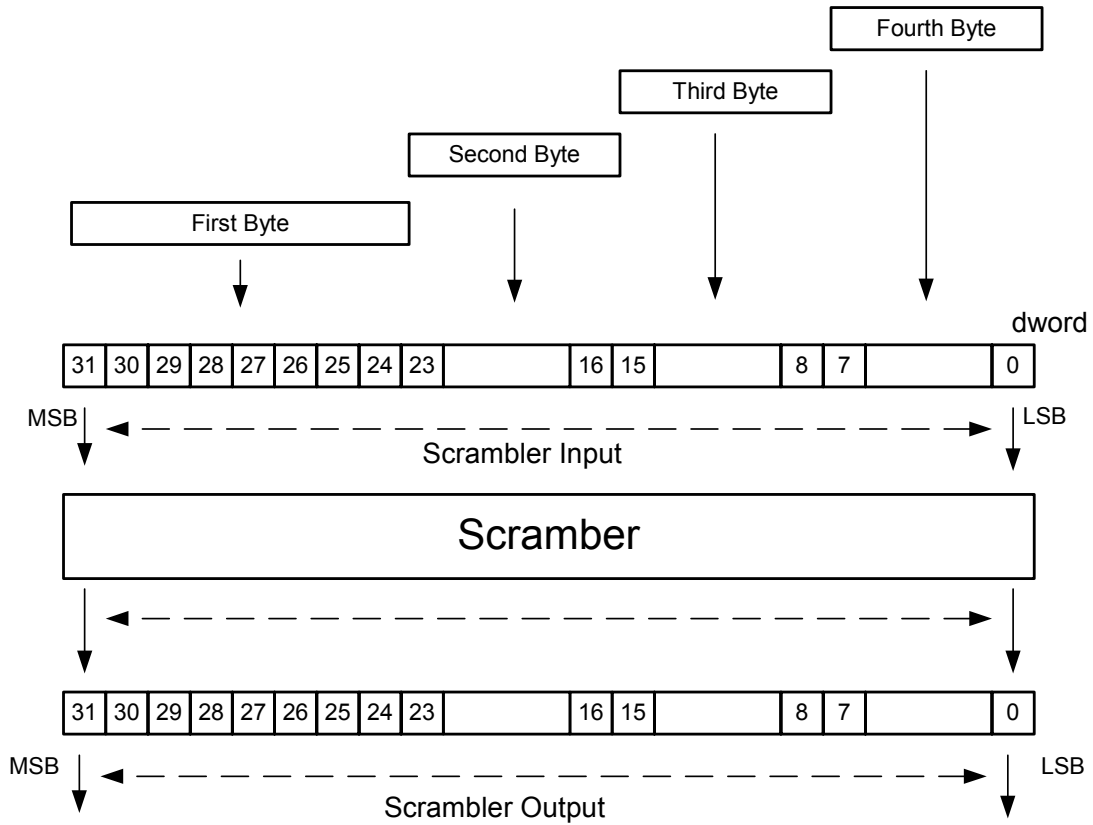 Fourth Byte
Third Byte
Second Byte
First Byte
dword
31 30 29 28 27 26 25 24 23 16 15 8 7 0
MSB LSB
Scrambler Input
Scramber
31 30 29 28 27 26 25 24 23 16 15 8 7 0
MSB LSB
Scrambler Output